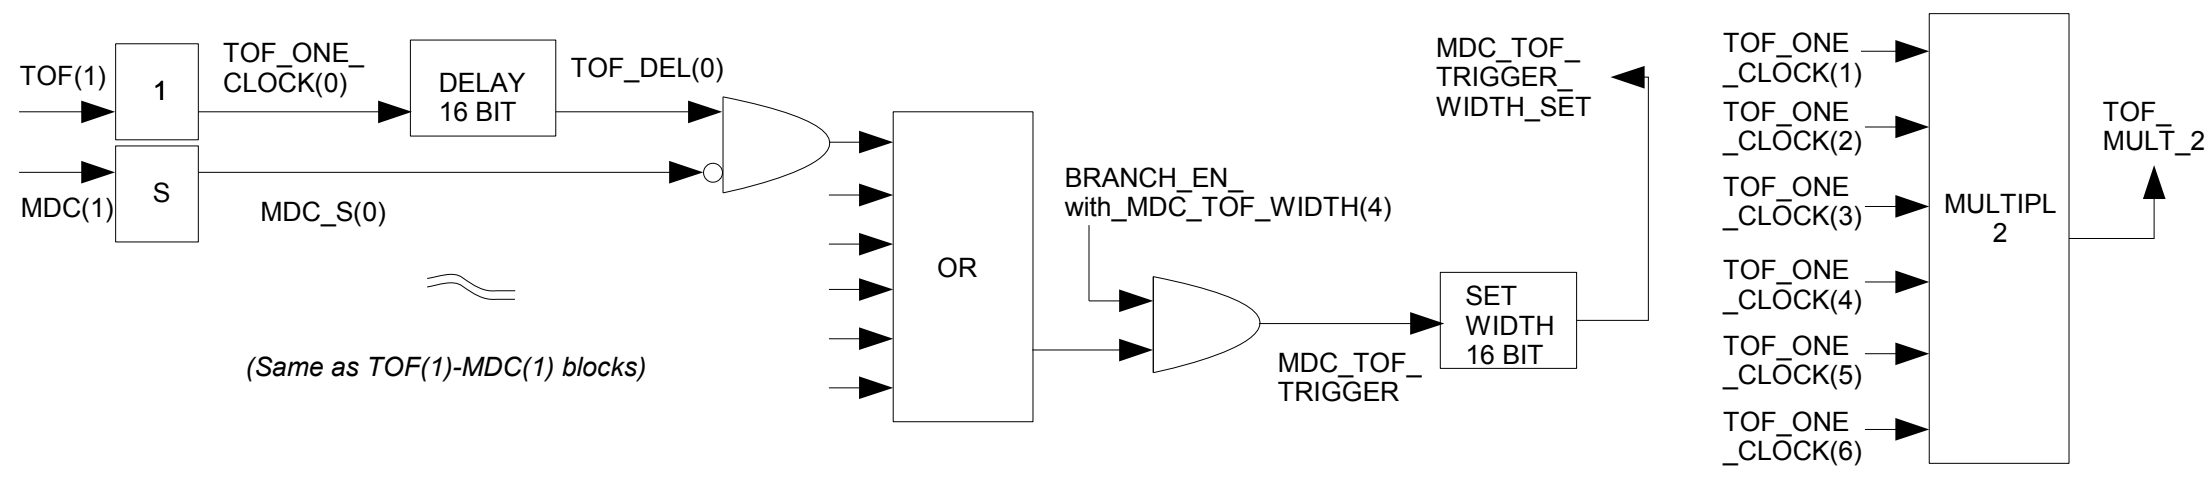 TOF(1)
1
TOF_ONE_
CLOCK(0)
DELAY
16 BIT
TOF_DEL(0)
MDC(1)
S
MDC_S(0)
(Same as TOF(1)-MDC(1) blocks)
OR
BRANCH_EN_
with_MDC_TOF_WIDTH(4)
MDC_TOF_
TRIGGER
SET
WIDTH
16 BIT
MDC_TOF_
TRIGGER_
WIDTH_SET
TOF_ONE
_CLOCK(1)
TOF_ONE
_CLOCK(2)
TOF_ONE
_CLOCK(3)
TOF_ONE
_CLOCK(4)
TOF_ONE
_CLOCK(5)
TOF_ONE
_CLOCK(6)
MULTIPL
2
TOF_
MULT_2